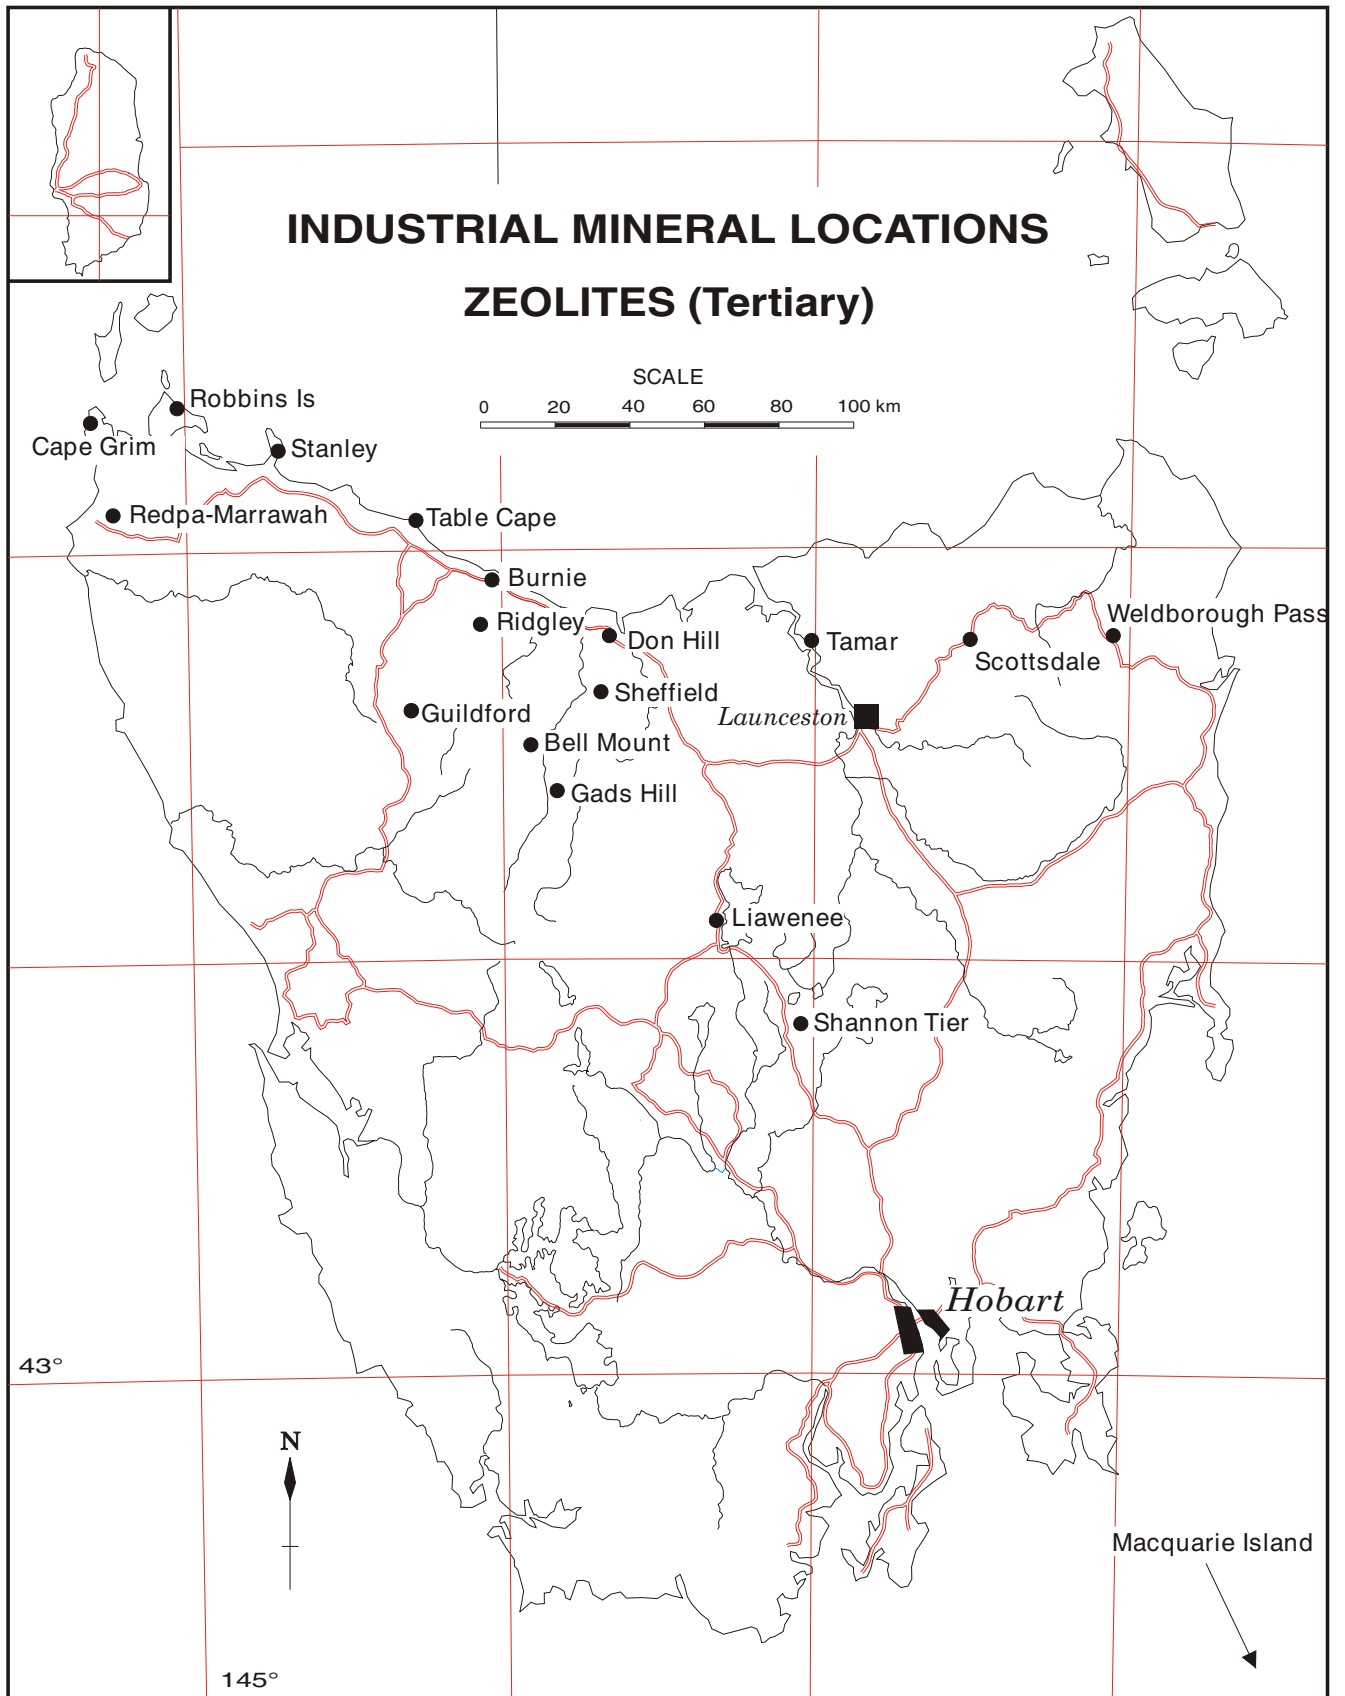 INDUSTRIAL MINERAL LOCATIONS
ZEOLITES (Tertiary)
SCALE
0 20 40 60 80 100 km
Robbins Is
Cape Grim
Stanley
Redpa-Marrawah
Table Cape
Burnie
Ridgley
Don Hill
Tamar
Weldborough Pass
Scottsdale
Sheffield
Guildford
Launceston
Bell Mount
Gads Hill
Liawenee
Shannon Tier
Hobart
43°
N
Macquarie Island
145°